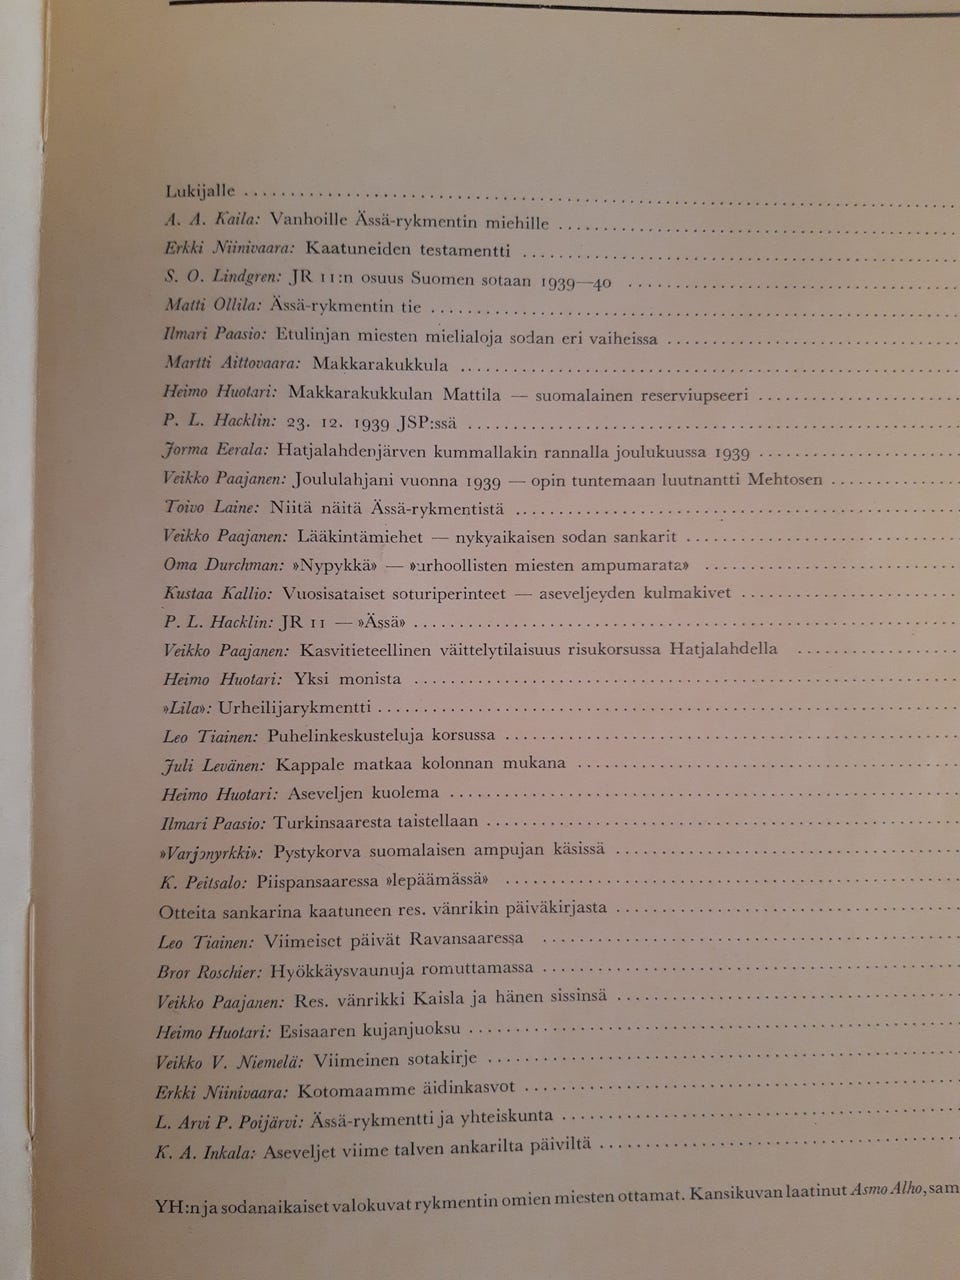 Lukijalle
A. A. Kaila: Vanhoille Ässä-rykmentin miehille
Erkki Niinivaara: Kaatuneiden testamentti
S. O. Lindgren: JR 11:n osuus Suomen sotaan 1939—40
Matti Ollila: Ässä-rykmentin tie
Ilmari Paasio: Etulinjan miesten mielialoja sodan eri vaiheissa
Martti Aittovaara: Makkarakukkula
Heimo Huotari: Makkarakukkulan Mattila — suomalainen reserviupseeri
P. L. Hacklin: 23. 12. 1939 JSP:ssä
Jorma Eerala: Hatjalahdenjärven kummallakin rannalla joulukuussa 1939
Veikko Paajanen: Joululahjani vuonna 1939 — opin tuntemaan luutnantti Mehtosen
Toivo Laine: Niitä näitä Ässä-rykmentistä
Veikko Paajanen: Lääkintämiehet — nykyaikaisen sodan sankarit
Oma Durchman: »Nypykkä» — »urhoollisten miesten ampumarata»
Kustaa Kallio: Vuosisataiset soturiperinteet — aseveljeyden kulmakivet
P. L. Hacklin: JR 11 — »Ässä»
Veikko Paajanen: Kasvitieteellinen väittelytilaisuus risukorsussa Hatjalahdella
Heimo Huotari: Yksi monista
»Lila»: Urheilijarykmentti
Leo Tiainen: Puhelinkeskusteluja korsussa
Juli Levänen: Kappale matkaa kolonnan mukana
Heimo Huotari: Aseveljen kuolema
Ilmari Paasio: Turkinsaaresta taistellaan
»Varjonyrkki»: Pystykorva suomalaisen ampujan käsissä
K. Peitsalo: Piispansaaressa »lepäämässä»
Otteita sankarina kaatuneen res. vänrikin päiväkirjasta
Leo Tiainen: Viimeiset päivät Ravansaaressa
Bror Roschier: Hyökkäysvaunuja romuttamassa
Veikko Paajanen: Res. vänrikki Kaisla ja hänen sissinsä
Heimo Huotari: Esisaaren kujanjuoksu
Veikko V. Niemelä: Viimeinen sotakirje
Erkki Niinivaara: Kotomaamme äidinkasvot
L. Arvi P. Poijärvi: Ässä-rykmentti ja yhteiskunta
K. A. Inkala: Aseveljet viime talven ankarilta päiviltä
YH:n ja sodanaikaiset valokuvat rykmentin omien miesten ottamat. Kansikuvan laatinut Asmo Alho, sam